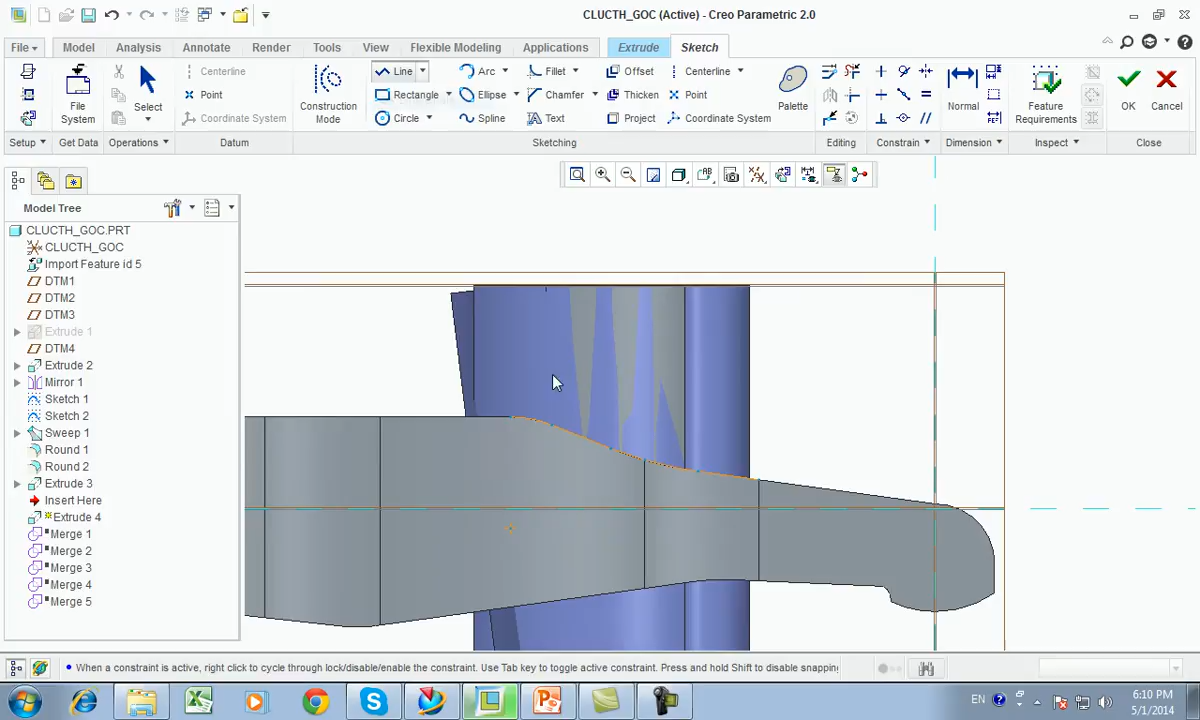 CLUCTH_GOC (Active) - Creo Parametric 2.0
File Model Analysis Annotate Render Tools View Flexible Modeling Applications Extrude Sketch
Centerline Line Arc Fillet Offset Centerline
Point Rectangle Ellipse Chamfer Thicken Point
Coordinate System Circle Spline Text Project Coordinate System
File System Select Construction Mode Palette Normal Feature Requirements OK Cancel
Setup Get Data Operations Datum Sketching Editing Constrain Dimension Inspect Close
Model Tree
CLUCTH_GOC.PRT
CLUCTH_GOC
Import Feature id 5
DTM1
DTM2
DTM3
Extrude 1
DTM4
Extrude 2
Mirror 1
Sketch 1
Sketch 2
Sweep 1
Round 1
Round 2
Extrude 3
Insert Here
Extrude 4
Merge 1
Merge 2
Merge 3
Merge 4
Merge 5
When a constraint is active, right click to cycle through lock/disable/enable the constraint. Use Tab key to toggle active constraint. Press and hold Shift to disable snapping
EN 6:10 PM
5/1/2014